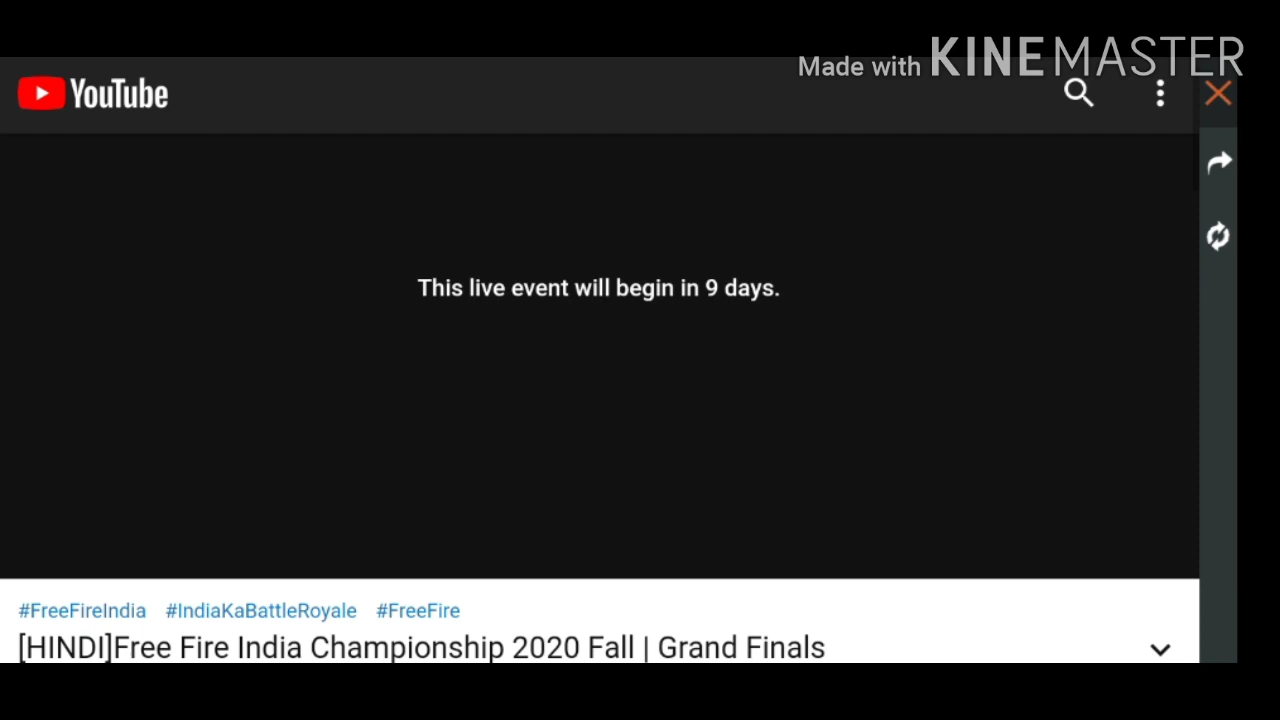 Made with KINEMASTER
YouTube
This live event will begin in 9 days.
#FreeFireIndia #IndiaKaBattleRoyale #FreeFire
[HINDI]Free Fire India Championship 2020 Fall | Grand Finals